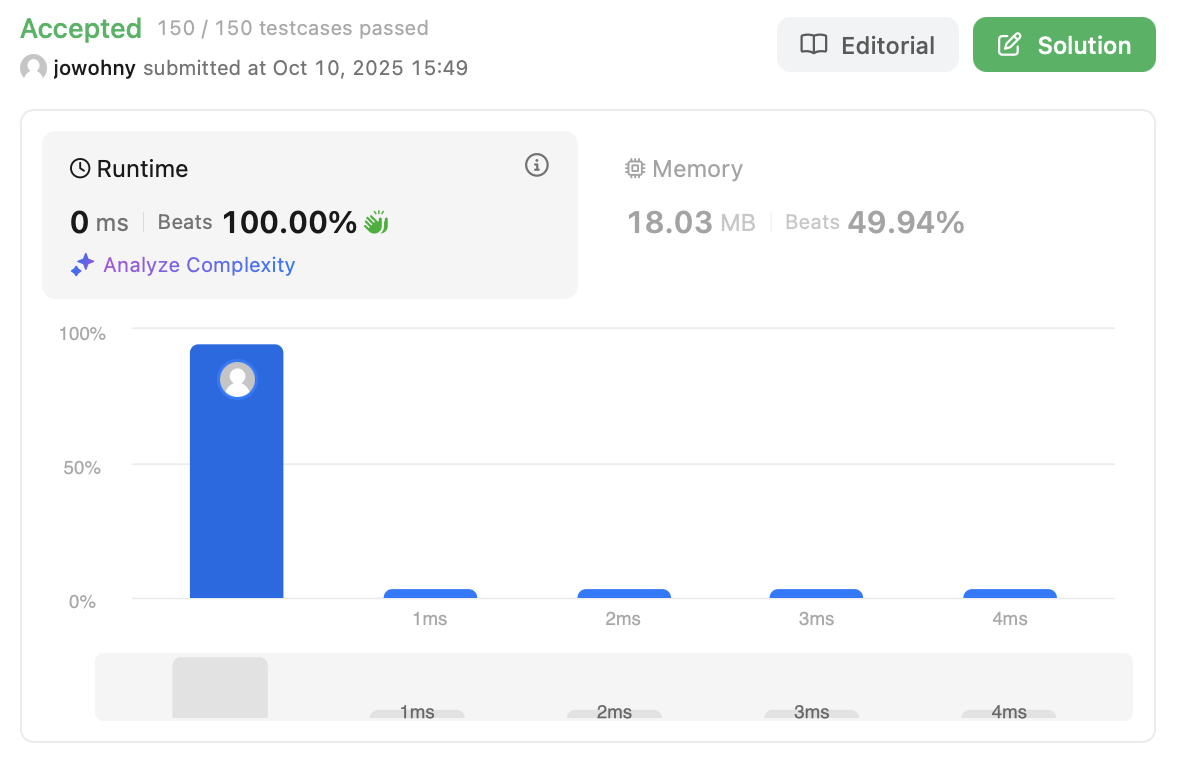 Accepted 150 / 150 testcases passed
Editorial
Solution
jowohny submitted at Oct 10, 2025 15:49
Runtime
0 ms Beats 100.00%
Analyze Complexity
Memory
18.03 MB Beats 49.94%
100%
50%
0%
1ms 2ms 3ms 4ms
1ms 2ms 3ms 4ms